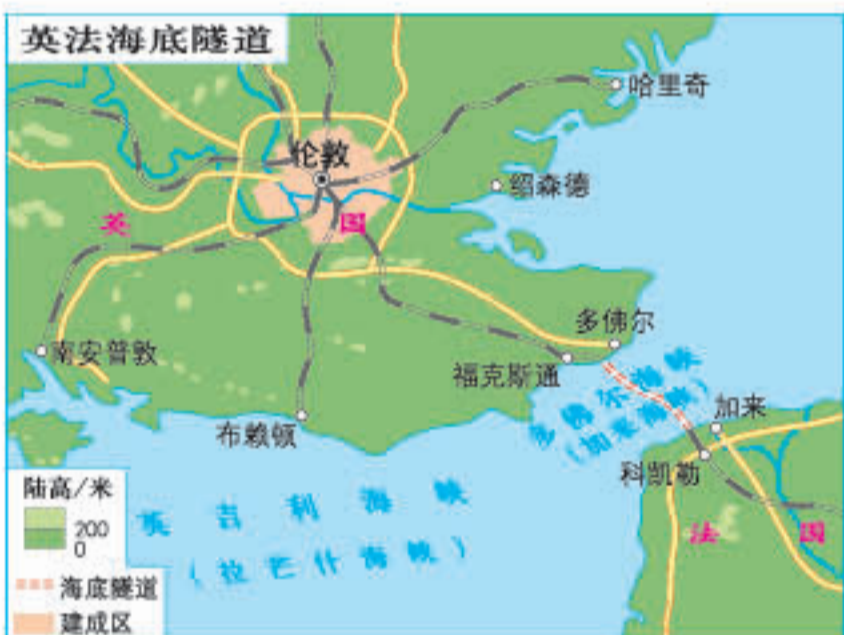 英法海底隧道
哈里奇
伦敦
绍森德
英 国
多佛尔
南安普敦
福克斯通
多佛尔海峡
(加来海峡)
加来
布赖顿
科凯勒
陆高/米
200
0
英吉利海峡
(拉芒什海峡)
法 国
海底隧道
建成区